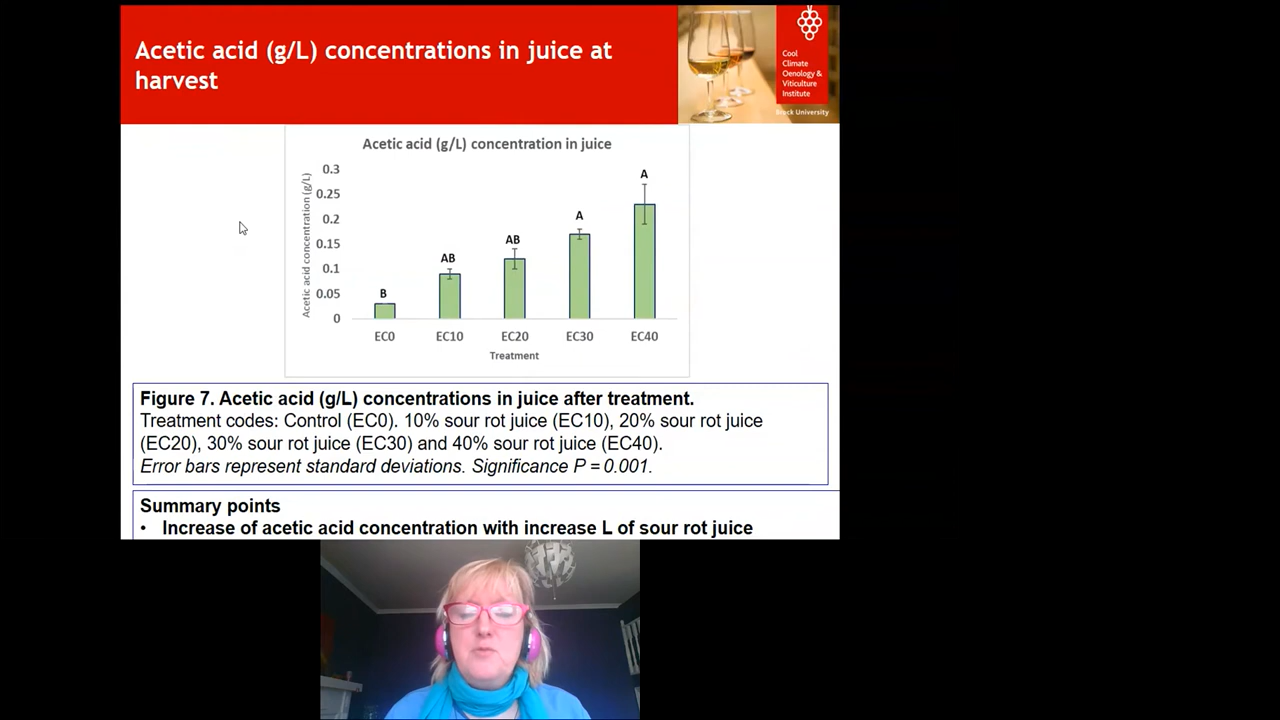 Acetic acid (g/L) concentrations in juice at
harvest
Cool
Climate
Oenology &
Viticulture
Institute
Brock University
Acetic acid (g/L) concentration in juice
Acetic acid concentration (g/L)
0.3
0.25
0.2
0.15
0.1
0.05
0
B
AB
AB
A
A
EC0
EC10
EC20
EC30
EC40
Treatment
Figure 7. Acetic acid (g/L) concentrations in juice after treatment.
Treatment codes: Control (EC0). 10% sour rot juice (EC10), 20% sour rot juice
(EC20), 30% sour rot juice (EC30) and 40% sour rot juice (EC40).
Error bars represent standard deviations. Significance P = 0.001.
Summary points
• Increase of acetic acid concentration with increase L of sour rot juice